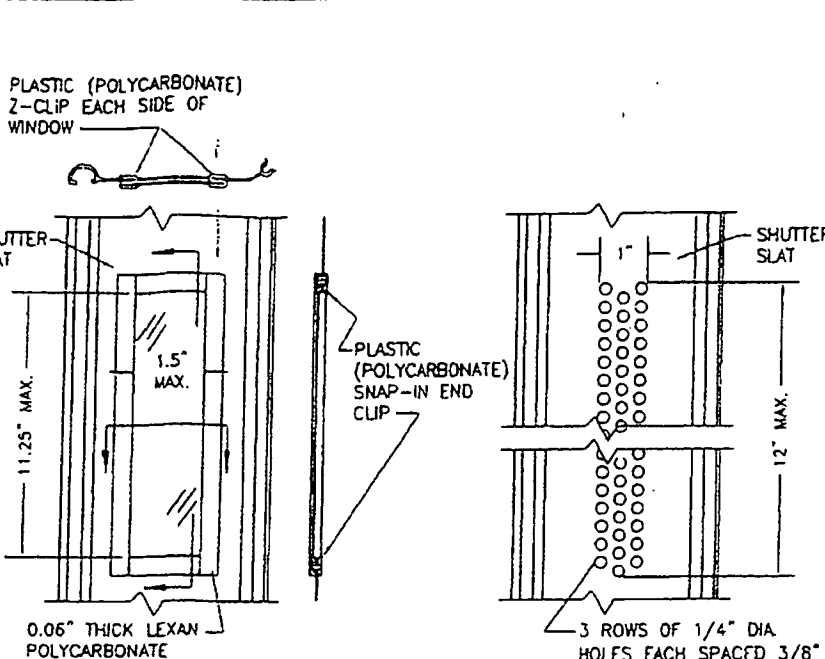 PLASTIC (POLYCARBONATE)
Z-CLIP EACH SIDE OF
WINDOW
UTTER
AT
1.5"
MAX.
11.25" MAX.
PLASTIC
(POLYCARBONATE)
SNAP-IN END
CLIP
0.06" THICK LEXAN
POLYCARBONATE
1"
SHUTTER
SLAT
12" MAX.
3 ROWS OF 1/4" DIA.
HOLES EACH SPACED 3/8"